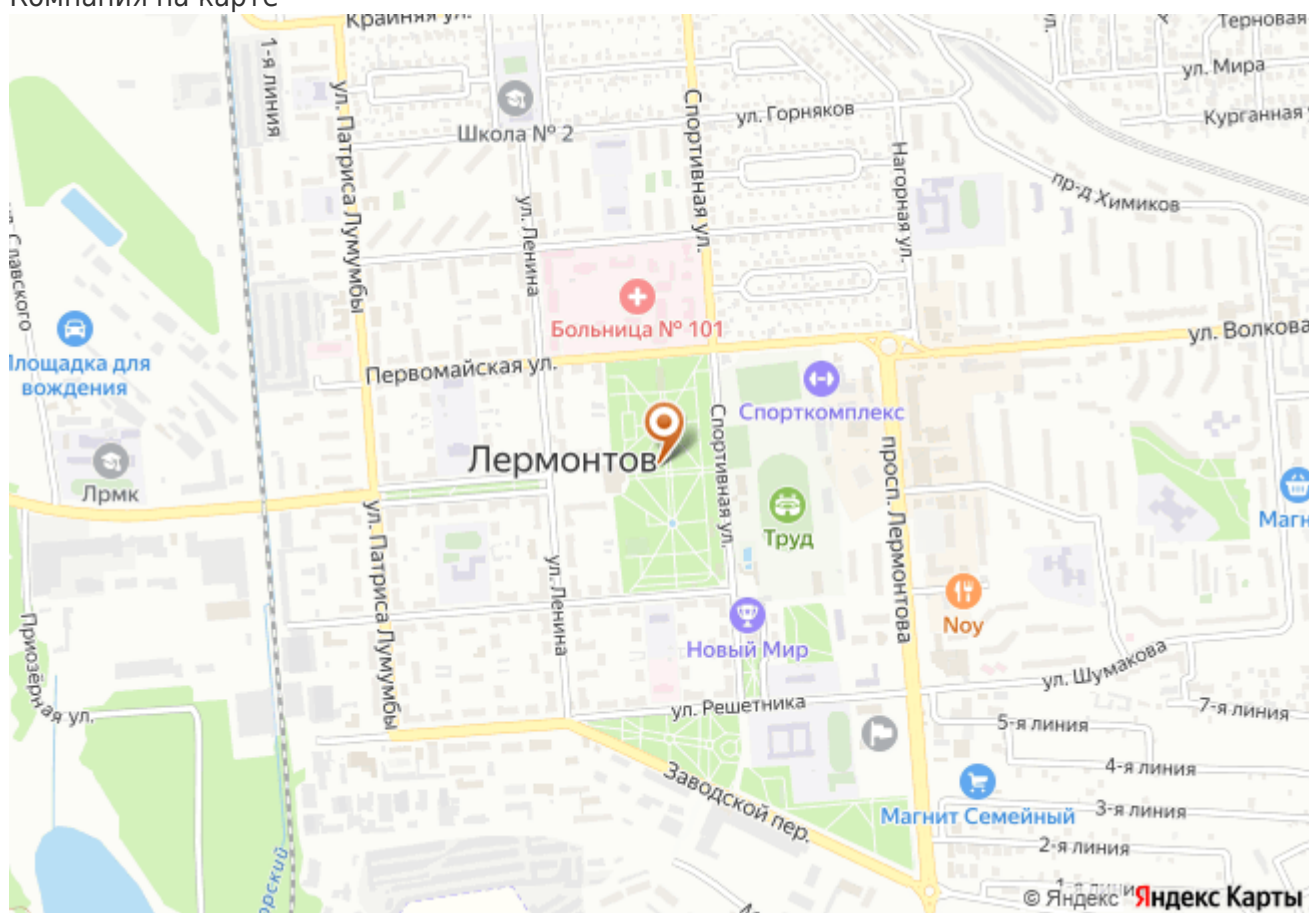 Компания на карте
Крайняя ул.
Терновая
1-я линия
ул. Мира
ул. Патриса Лумумбы
Спортивная ул.
ул. Горняков
Курганная
Школа № 2
Нагорная ул.
пр-д Химиков
ул. Ленина
Славского
Больница № 101
ул. Волкова
Площадка для
вождения
Первомайская ул.
Спорткомплекс
Спортивная ул.
Лермонтов
просп. Лермонтова
Лрмк
ул. Патриса Лумумбы
Труд
Магн
ул. Ленина
Noy
Приозёрная ул.
Новый Мир
ул. Шумакова
ул. Решетника
7-я линия
5-я линия
Заводской пер.
4-я линия
Магнит Семейный
3-я линия
2-я линия
1-я линия
© Яндекс Яндекс Карты